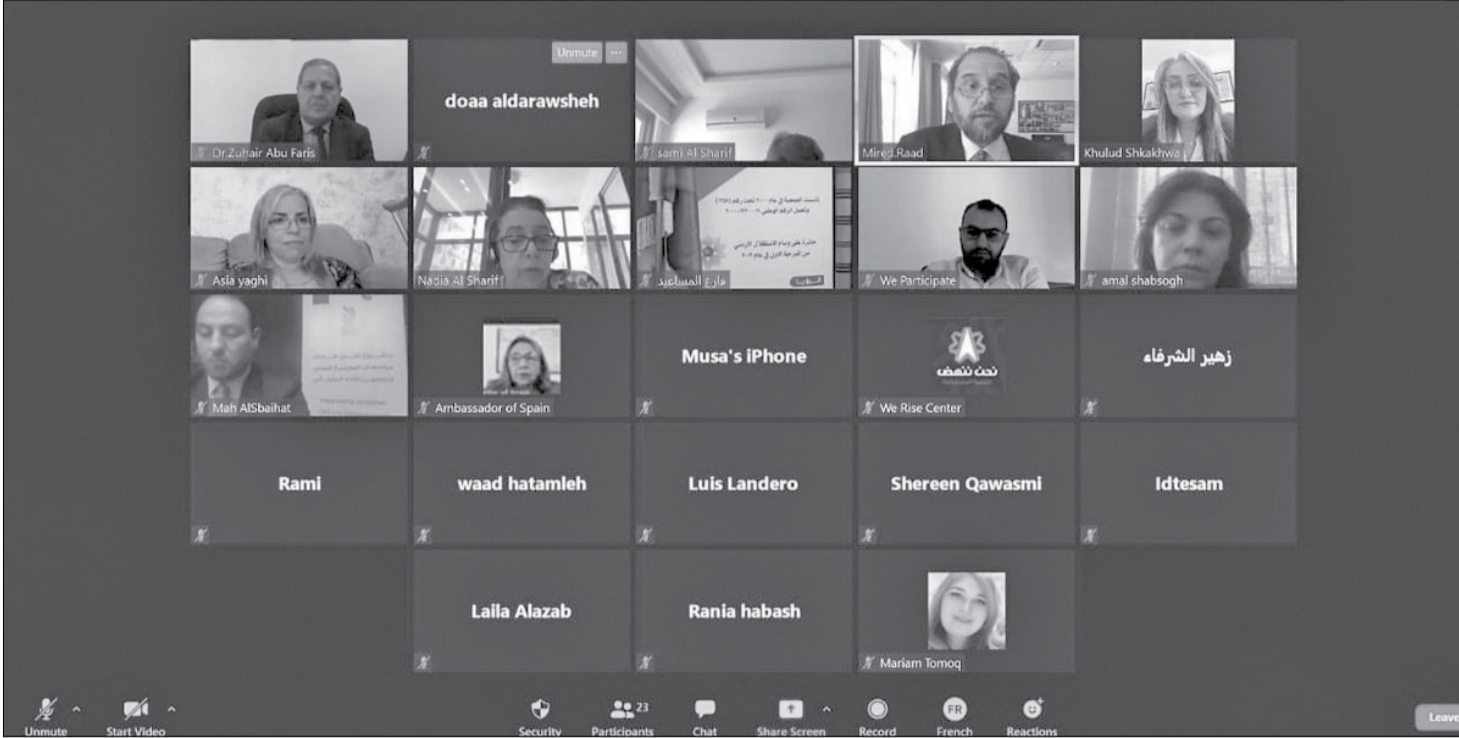 Dr.Zuhair Abu Faris
Unmute ...
doaa aldarawsheh
sami Al Sharif
Mired.Raad
Khulud Shkakhwa
Asia yaghi
Nadia Al Sharif
فارع المساعيد
We Participate
amal shabsogh
Mah AlSbaihat
Ambassador of Spain
Musa's iPhone
نحن ننهض
We Rise Center
زهير الشرفاء
Rami
waad hatamleh
Luis Landero
Shereen Qawasmi
Idtesam
Laila Alazab
Rania habash
Mariam Tomoq
Unmute
Start Video
Security
23
Participants
Chat
Share Screen
Record
FR
French
Reactions
Leave